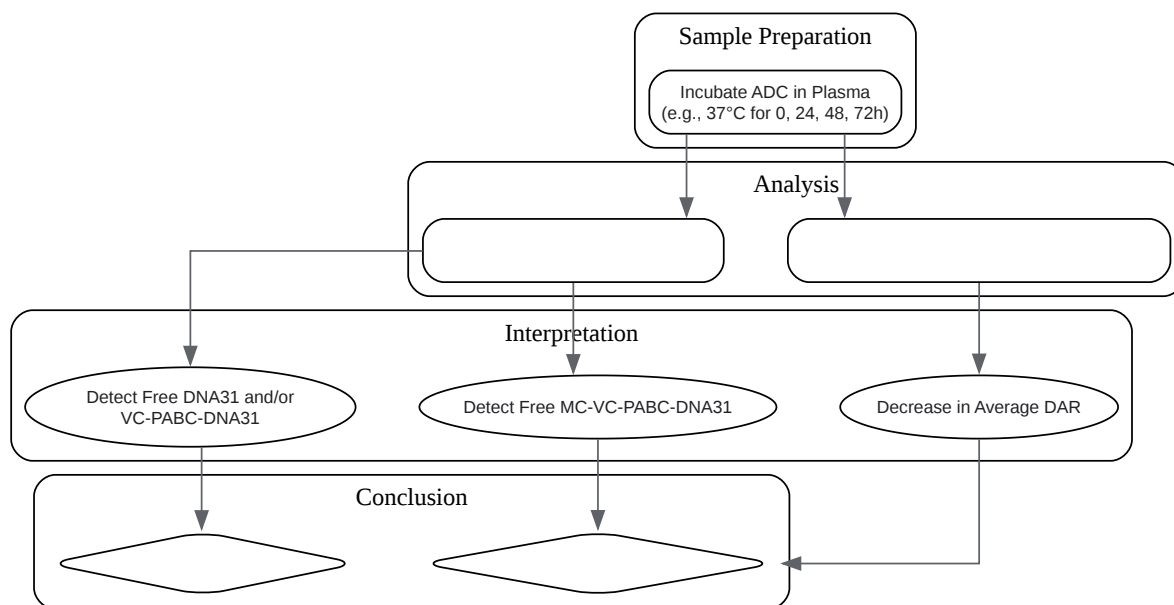 Sample Preparation
Incubate ADC in Plasma
(e.g., 37°C for 0, 24, 48, 72h)
Analysis
Interpretation
Detect Free DNA31 and/or
VC-PABC-DNA31
Detect Free MC-VC-PABC-DNA31
Decrease in Average DAR
Conclusion